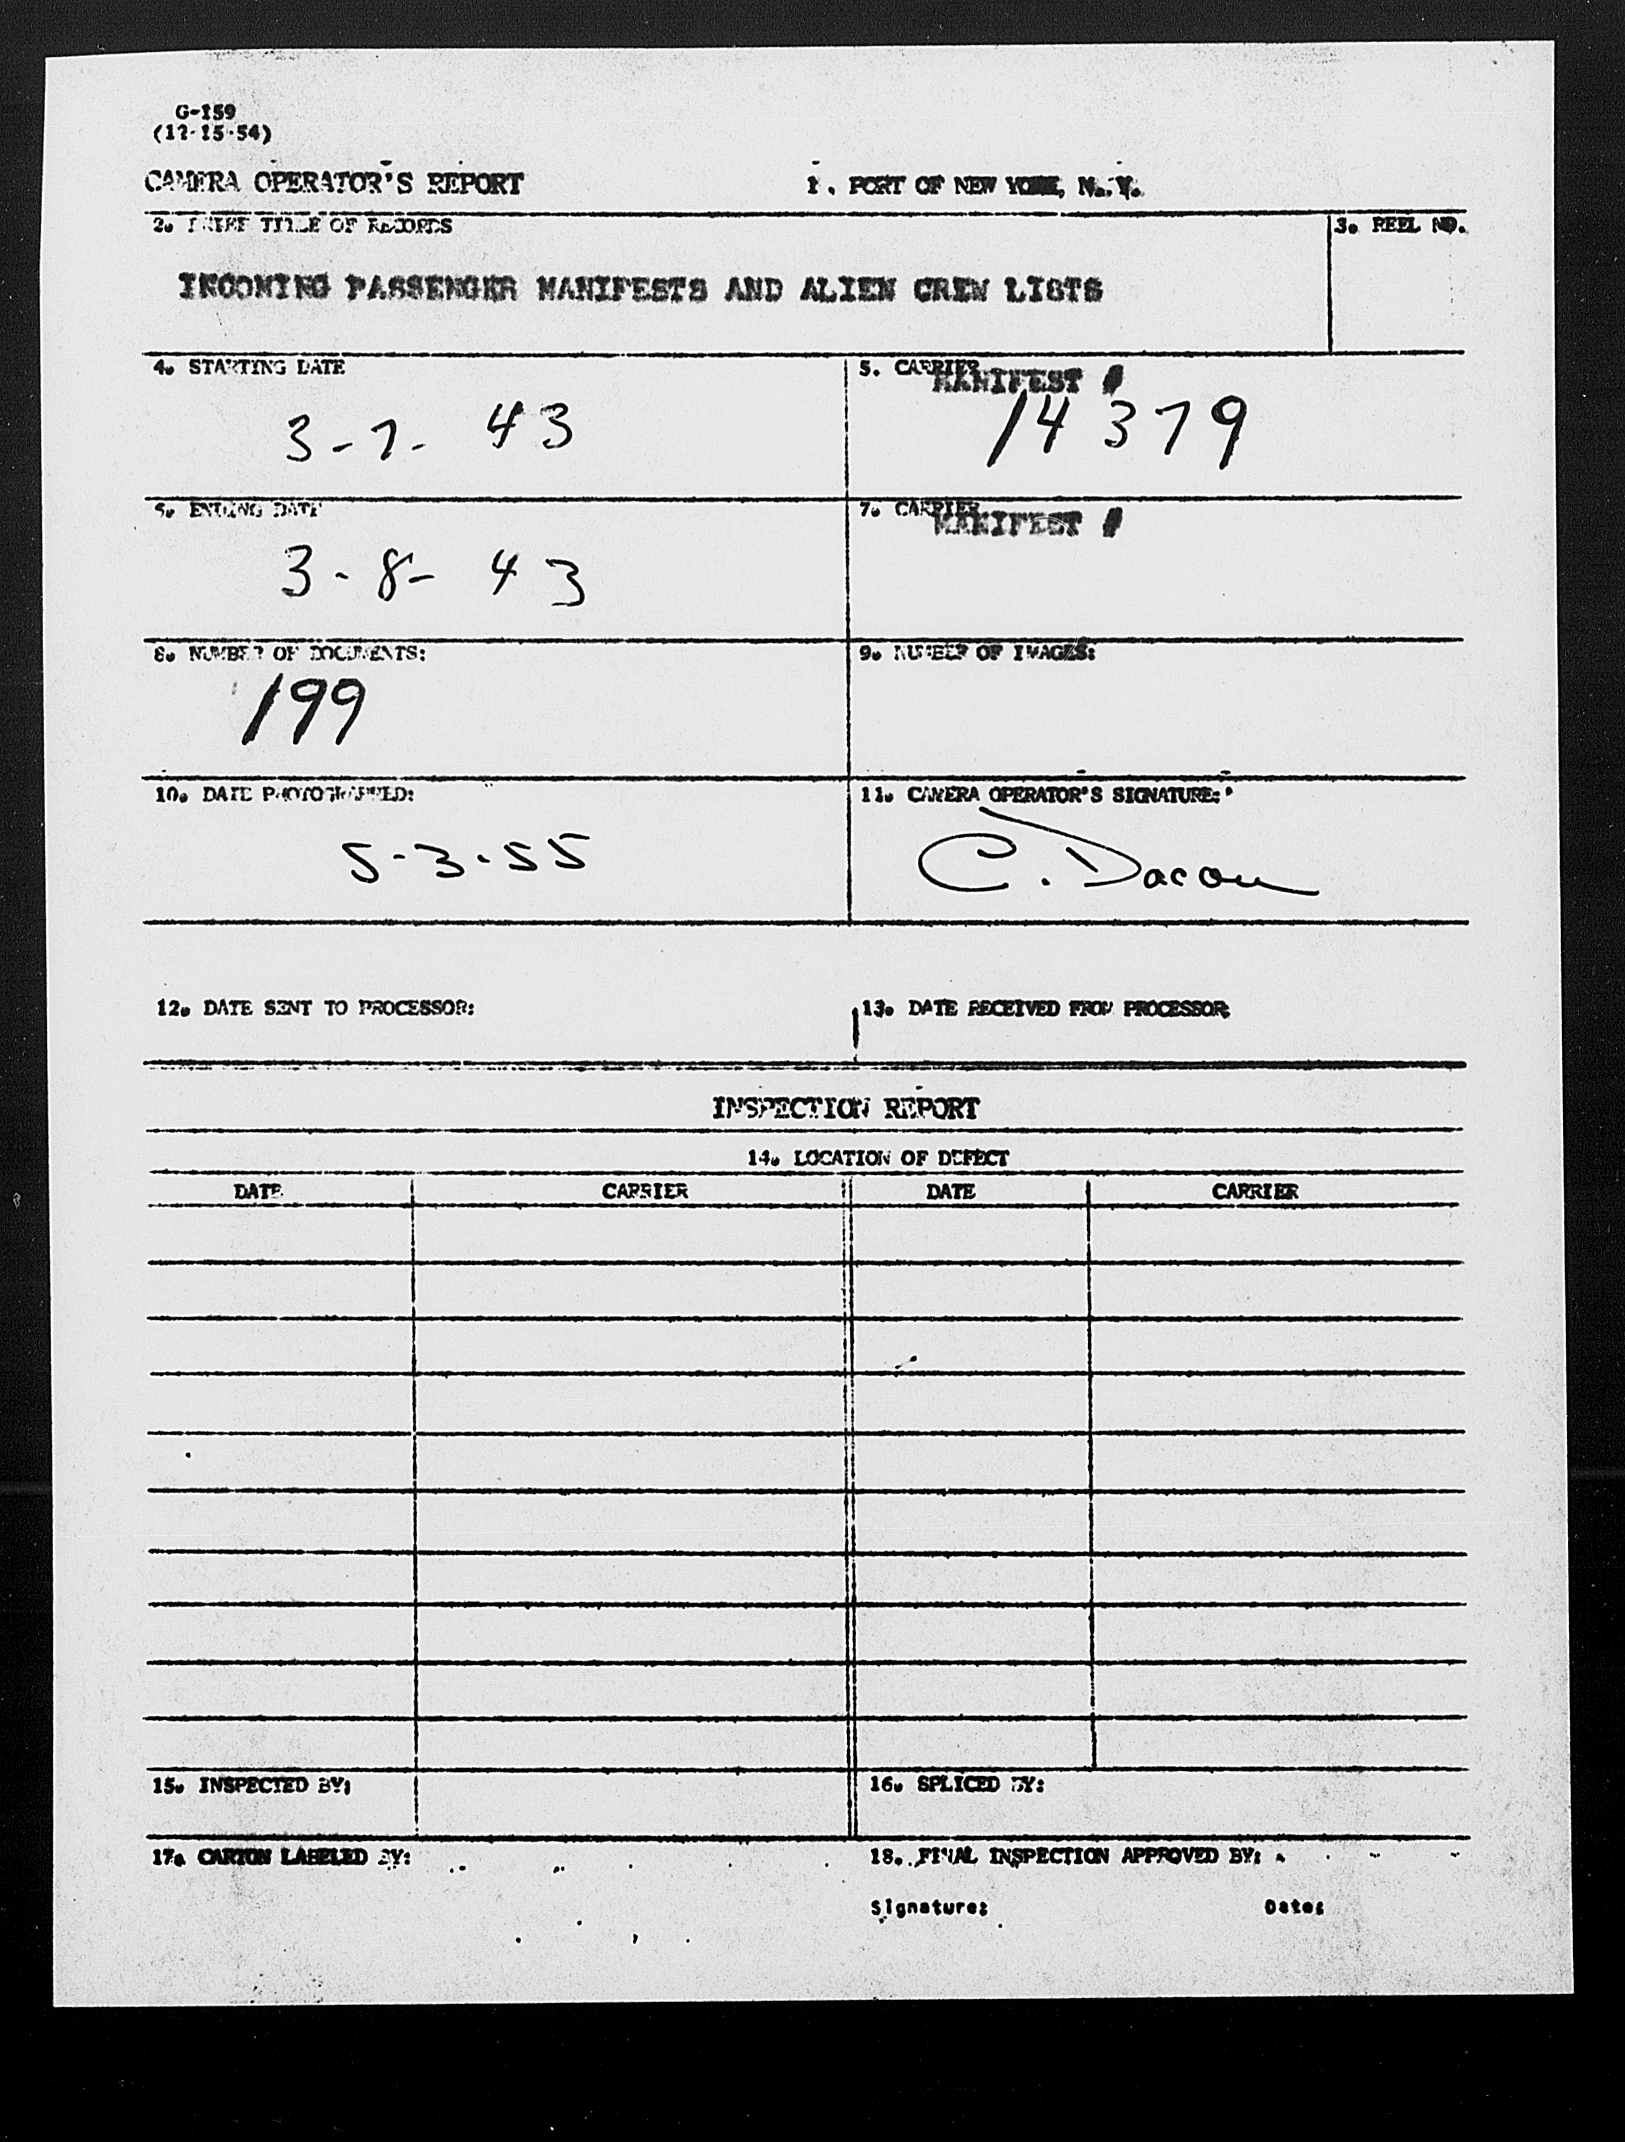 G-159
(12-15-54)
CAMERA OPERATOR'S REPORT 1. PORT OF NEW YORK, N. Y.
2. BRIEF TITLE OF RECORDS 3. REEL NO.
INCOMING PASSENGER MANIFESTS AND ALIEN CREW LISTS
4. STARTING DATE 5. CARRIER
MANIFEST #
3-7-43 14379
6. ENDING DATE 7. CARRIER
MANIFEST #
3-8-43
8. NUMBER OF DOCUMENTS: 9. NUMBER OF IMAGES:
199
10. DATE PHOTOGRAPHED: 11. CAMERA OPERATOR'S SIGNATURE:
5-3-55 C. Dacou
12. DATE SENT TO PROCESSOR: 13. DATE RECEIVED FROM PROCESSOR
INSPECTION REPORT
14. LOCATION OF DEFECT
DATE CARRIER DATE CARRIER
15. INSPECTED BY: 16. SPLICED BY:
17. CARTON LABELED BY: 18. FINAL INSPECTION APPROVED BY:
Signature: Date: